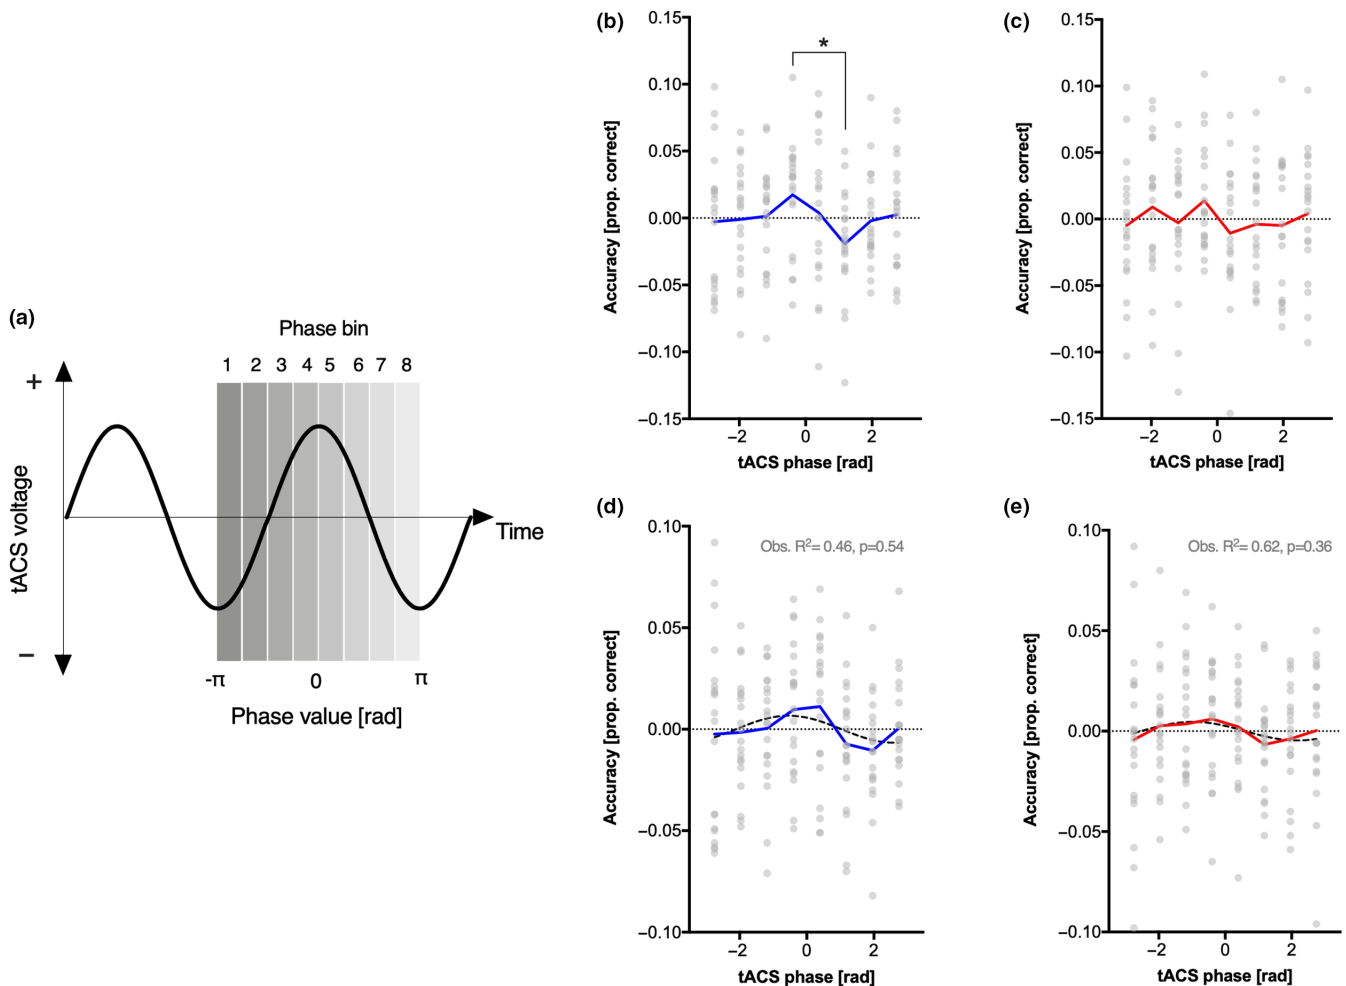 (a)
Phase bin
1 2 3 4 5 6 7 8
+
tACS voltage
−
Time
-π 0 π
Phase value [rad]
(b)
0.15
0.10
0.05
0.00
−0.05
−0.10
−0.15
Accuracy [prop. correct]
*
−2 0 2
tACS phase [rad]
(c)
0.15
0.10
0.05
0.00
−0.05
−0.10
−0.15
Accuracy [prop. correct]
−2 0 2
tACS phase [rad]
(d)
0.10
0.05
0.00
−0.05
−0.10
Accuracy [prop. correct]
Obs. R²= 0.46, p=0.54
−2 0 2
tACS phase [rad]
(e)
0.10
0.05
0.00
−0.05
−0.10
Accuracy [prop. correct]
Obs. R²= 0.62, p=0.36
−2 0 2
tACS phase [rad]